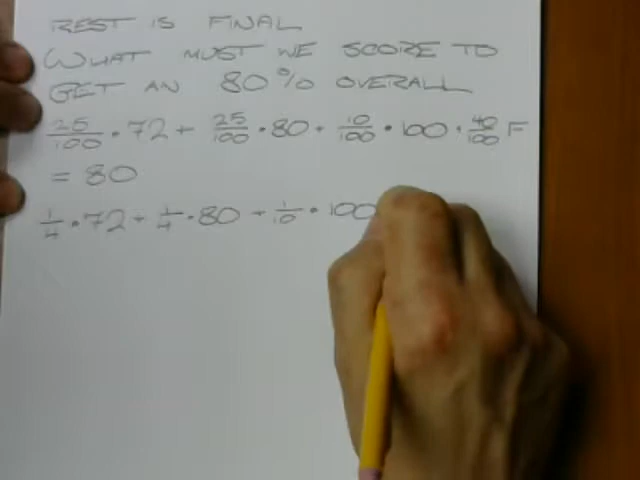 REST IS FINAL
WHAT MUST WE SCORE TO
GET AN 80% OVERALL
25/100 · 72 + 25/100 · 80 + 10/100 · 100 + 40/100 F
= 80
1/4 · 72 + 1/4 · 80 + 1/10 · 100